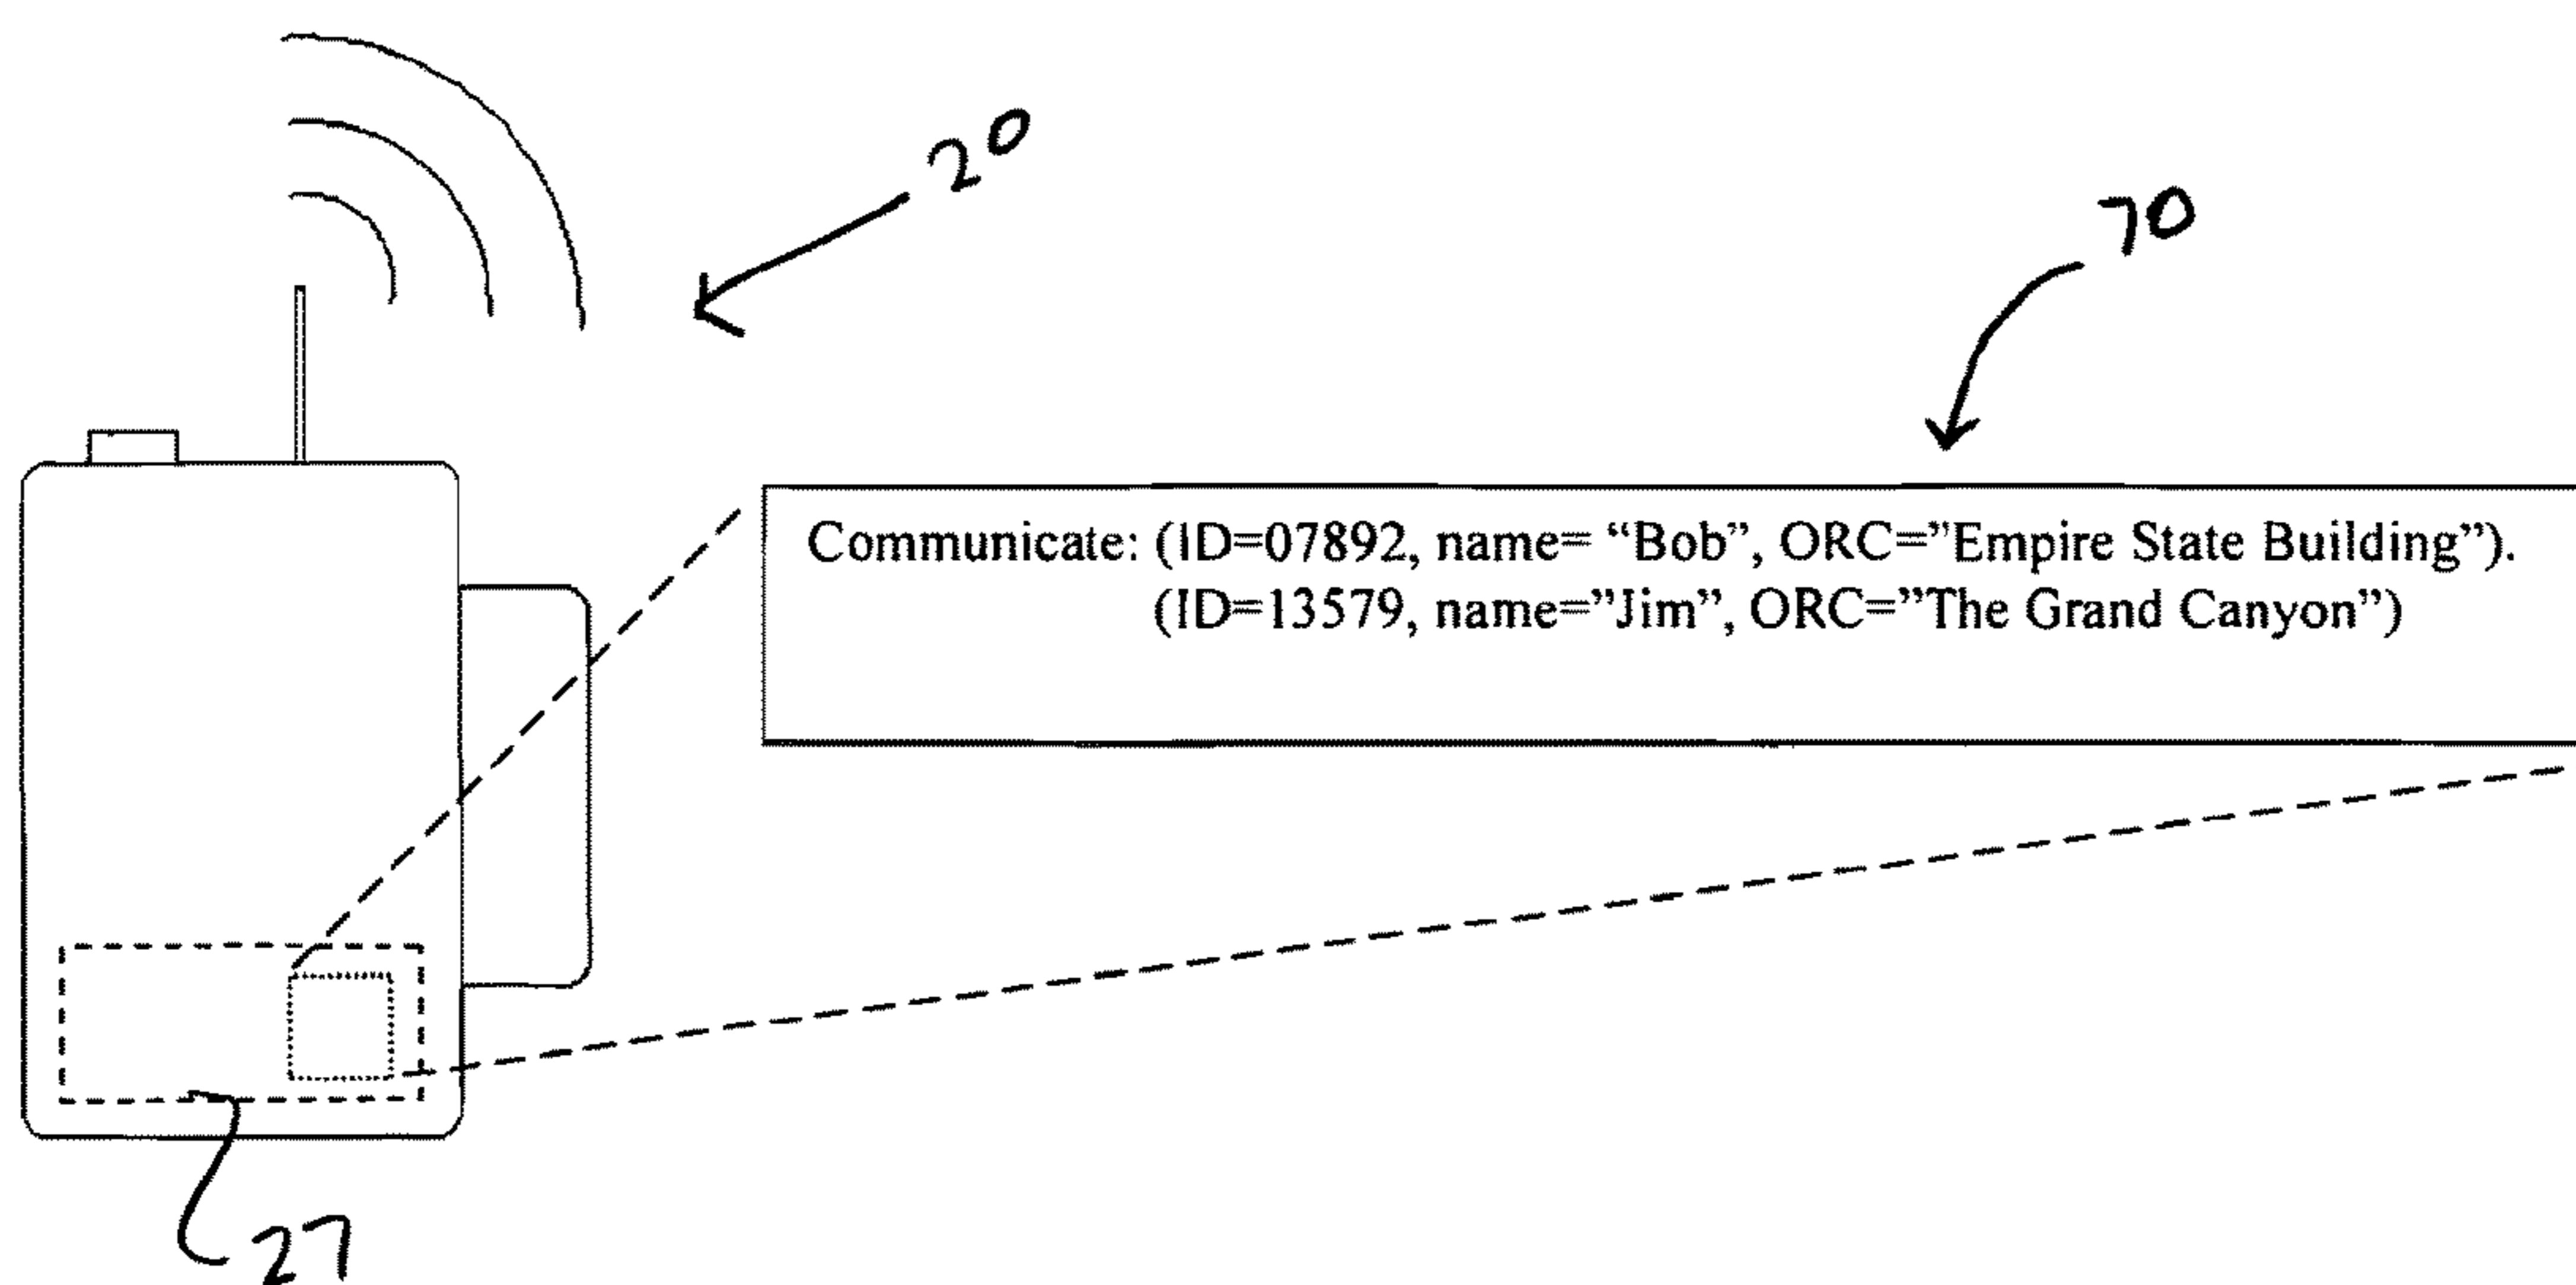 20
70
Communicate: (ID=07892, name= “Bob”, ORC=”Empire State Building”).
(ID=13579, name=”Jim”, ORC=”The Grand Canyon”)
27